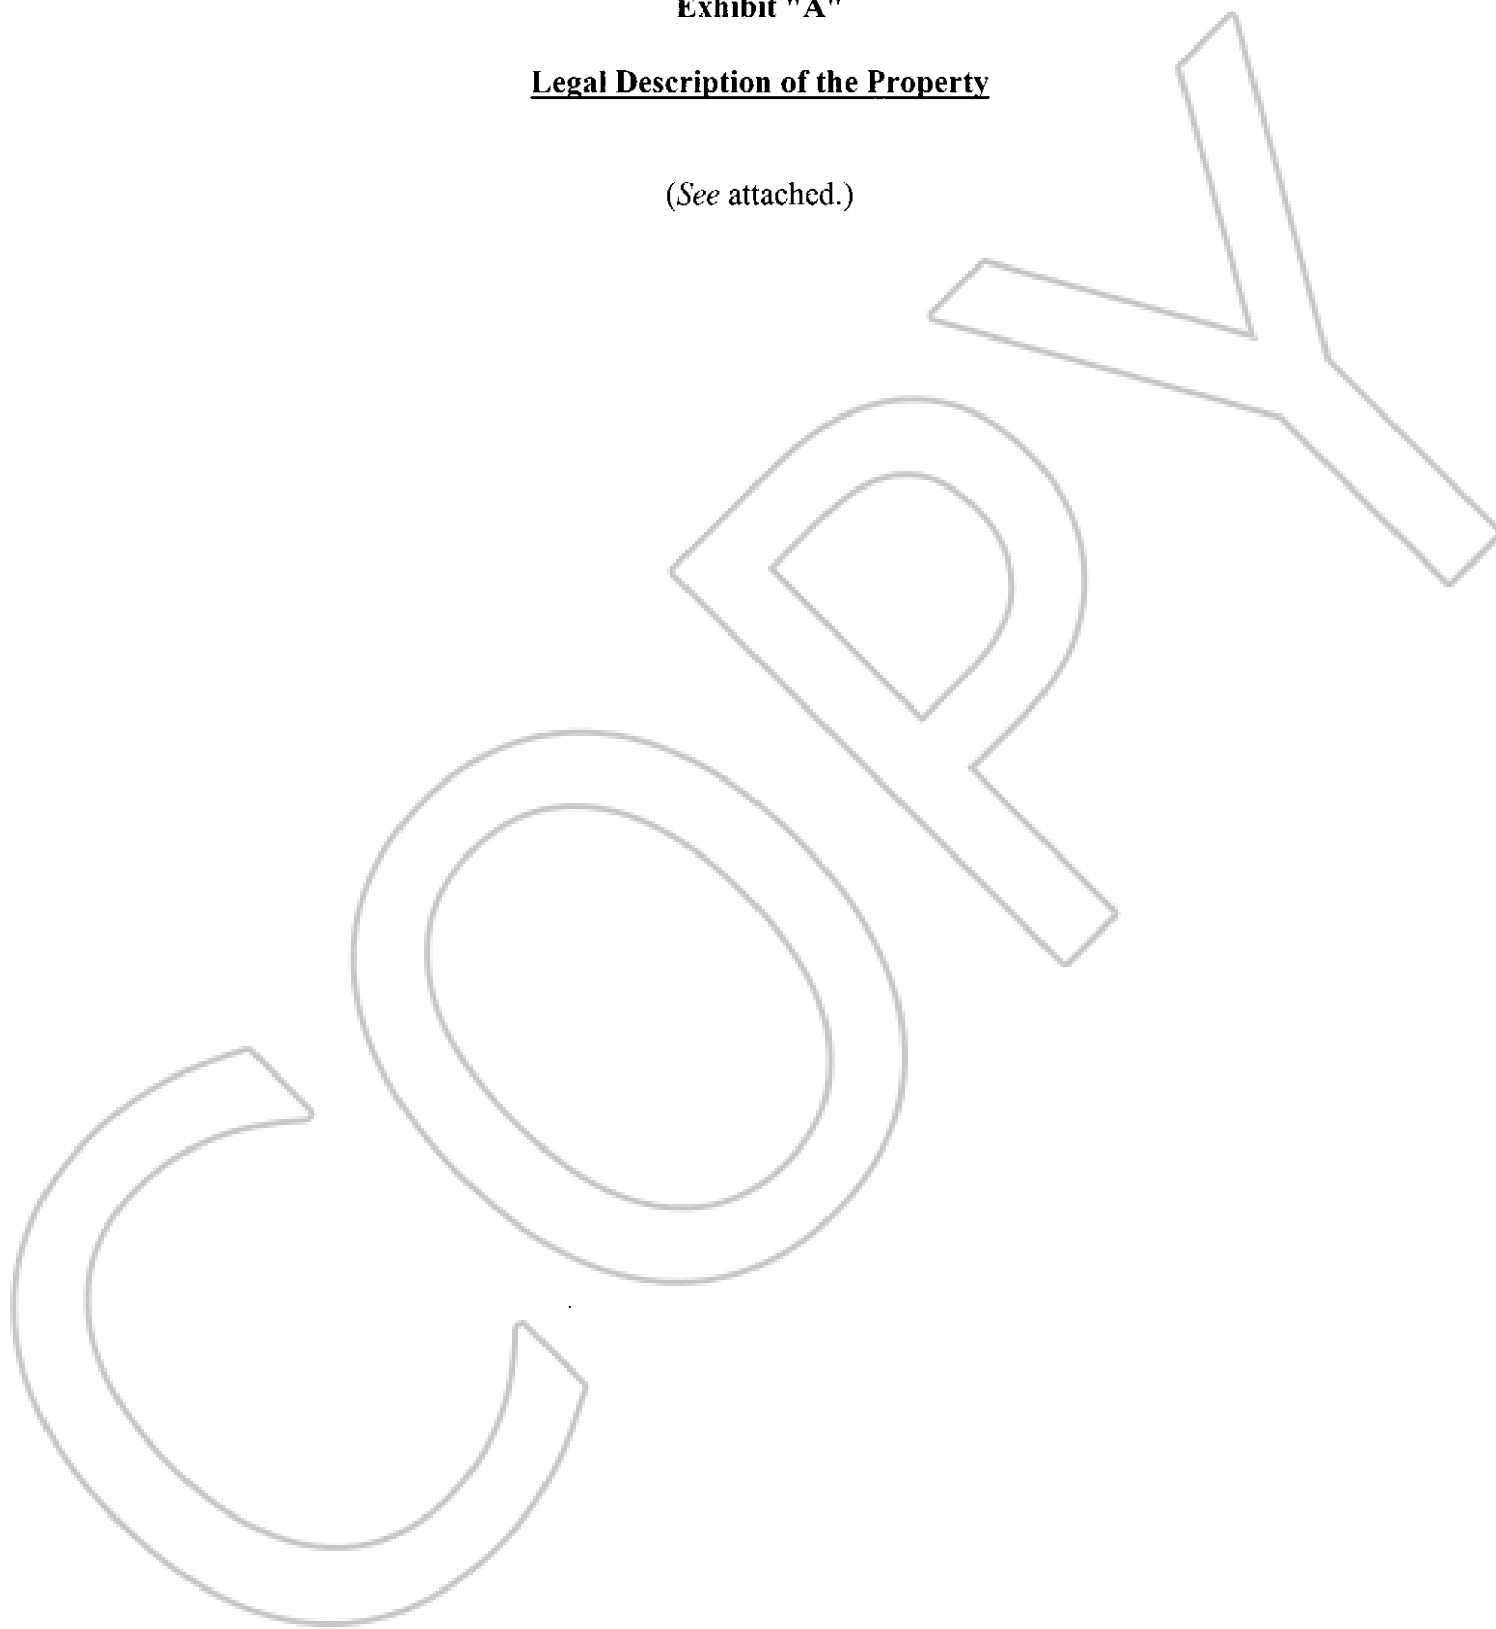 Exhibit "A"
Legal Description of the Property
(See attached.)
COPY